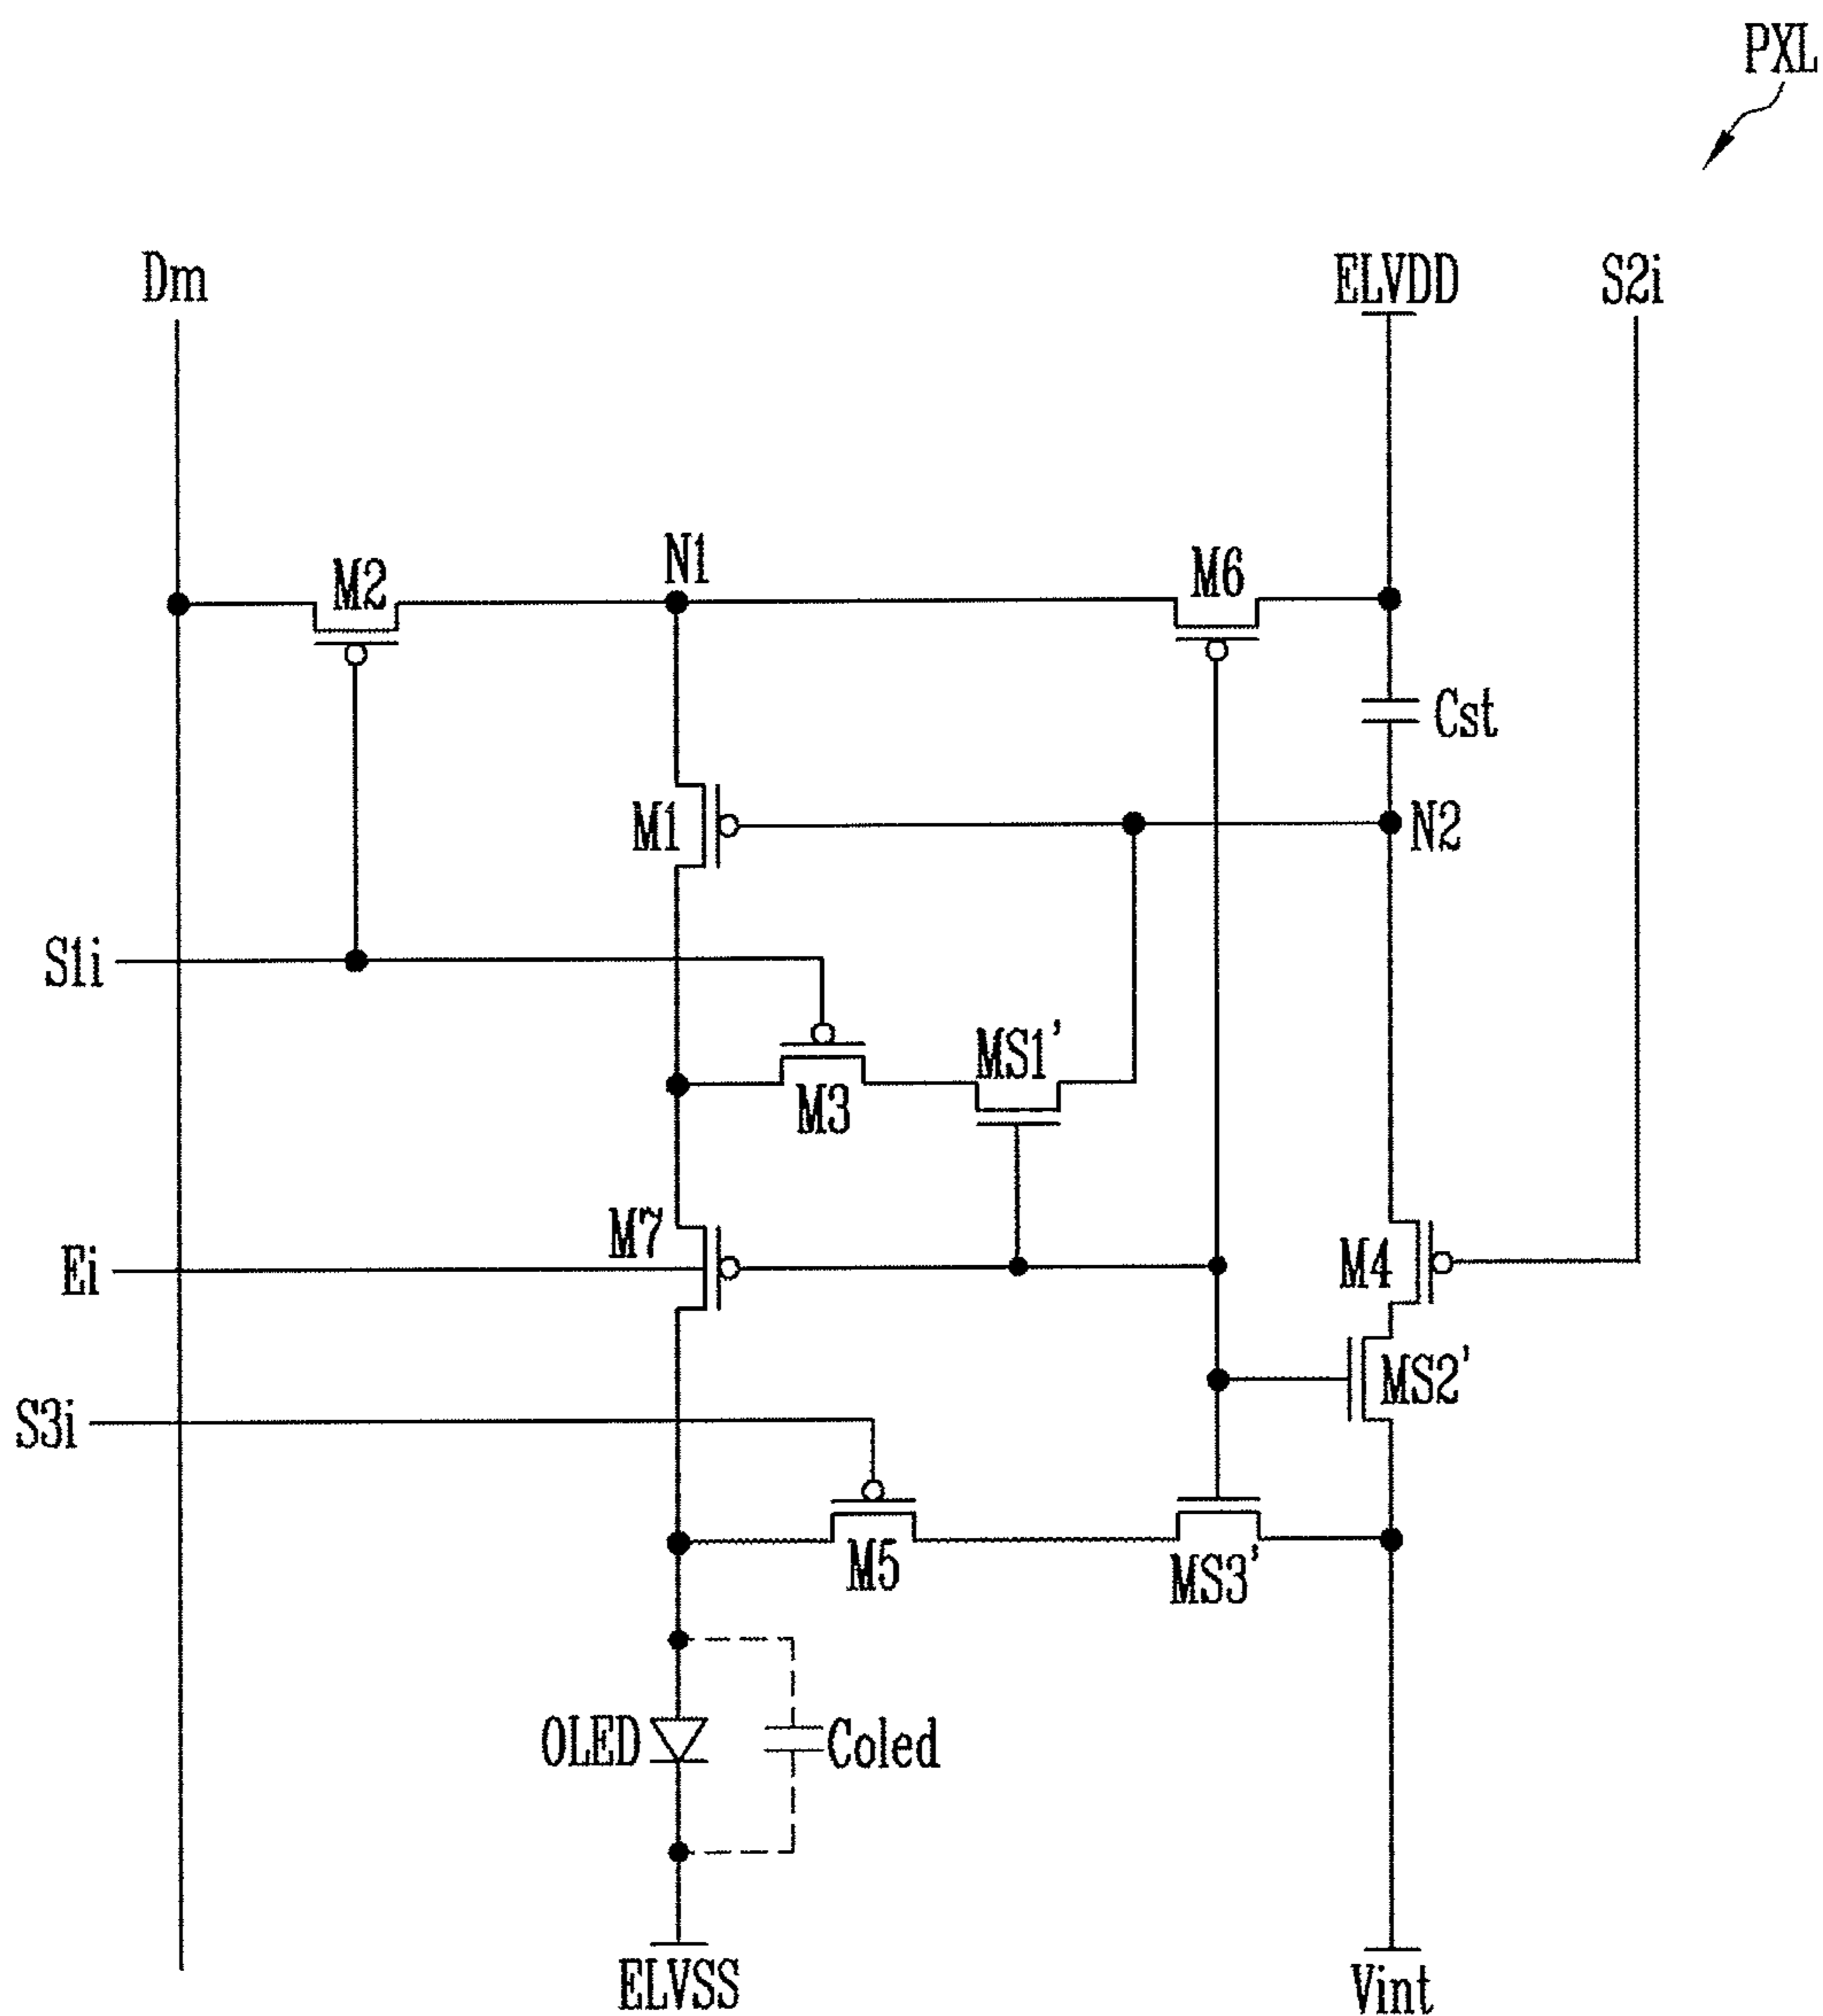 PXL
Dm
ELVDD
S2i
M2
N1
M6
Cst
M1
N2
S1i
MS1'
M3
M7
Ei
M4
MS2'
S3i
M5
MS3'
OLED
Coled
ELVSS
Vint